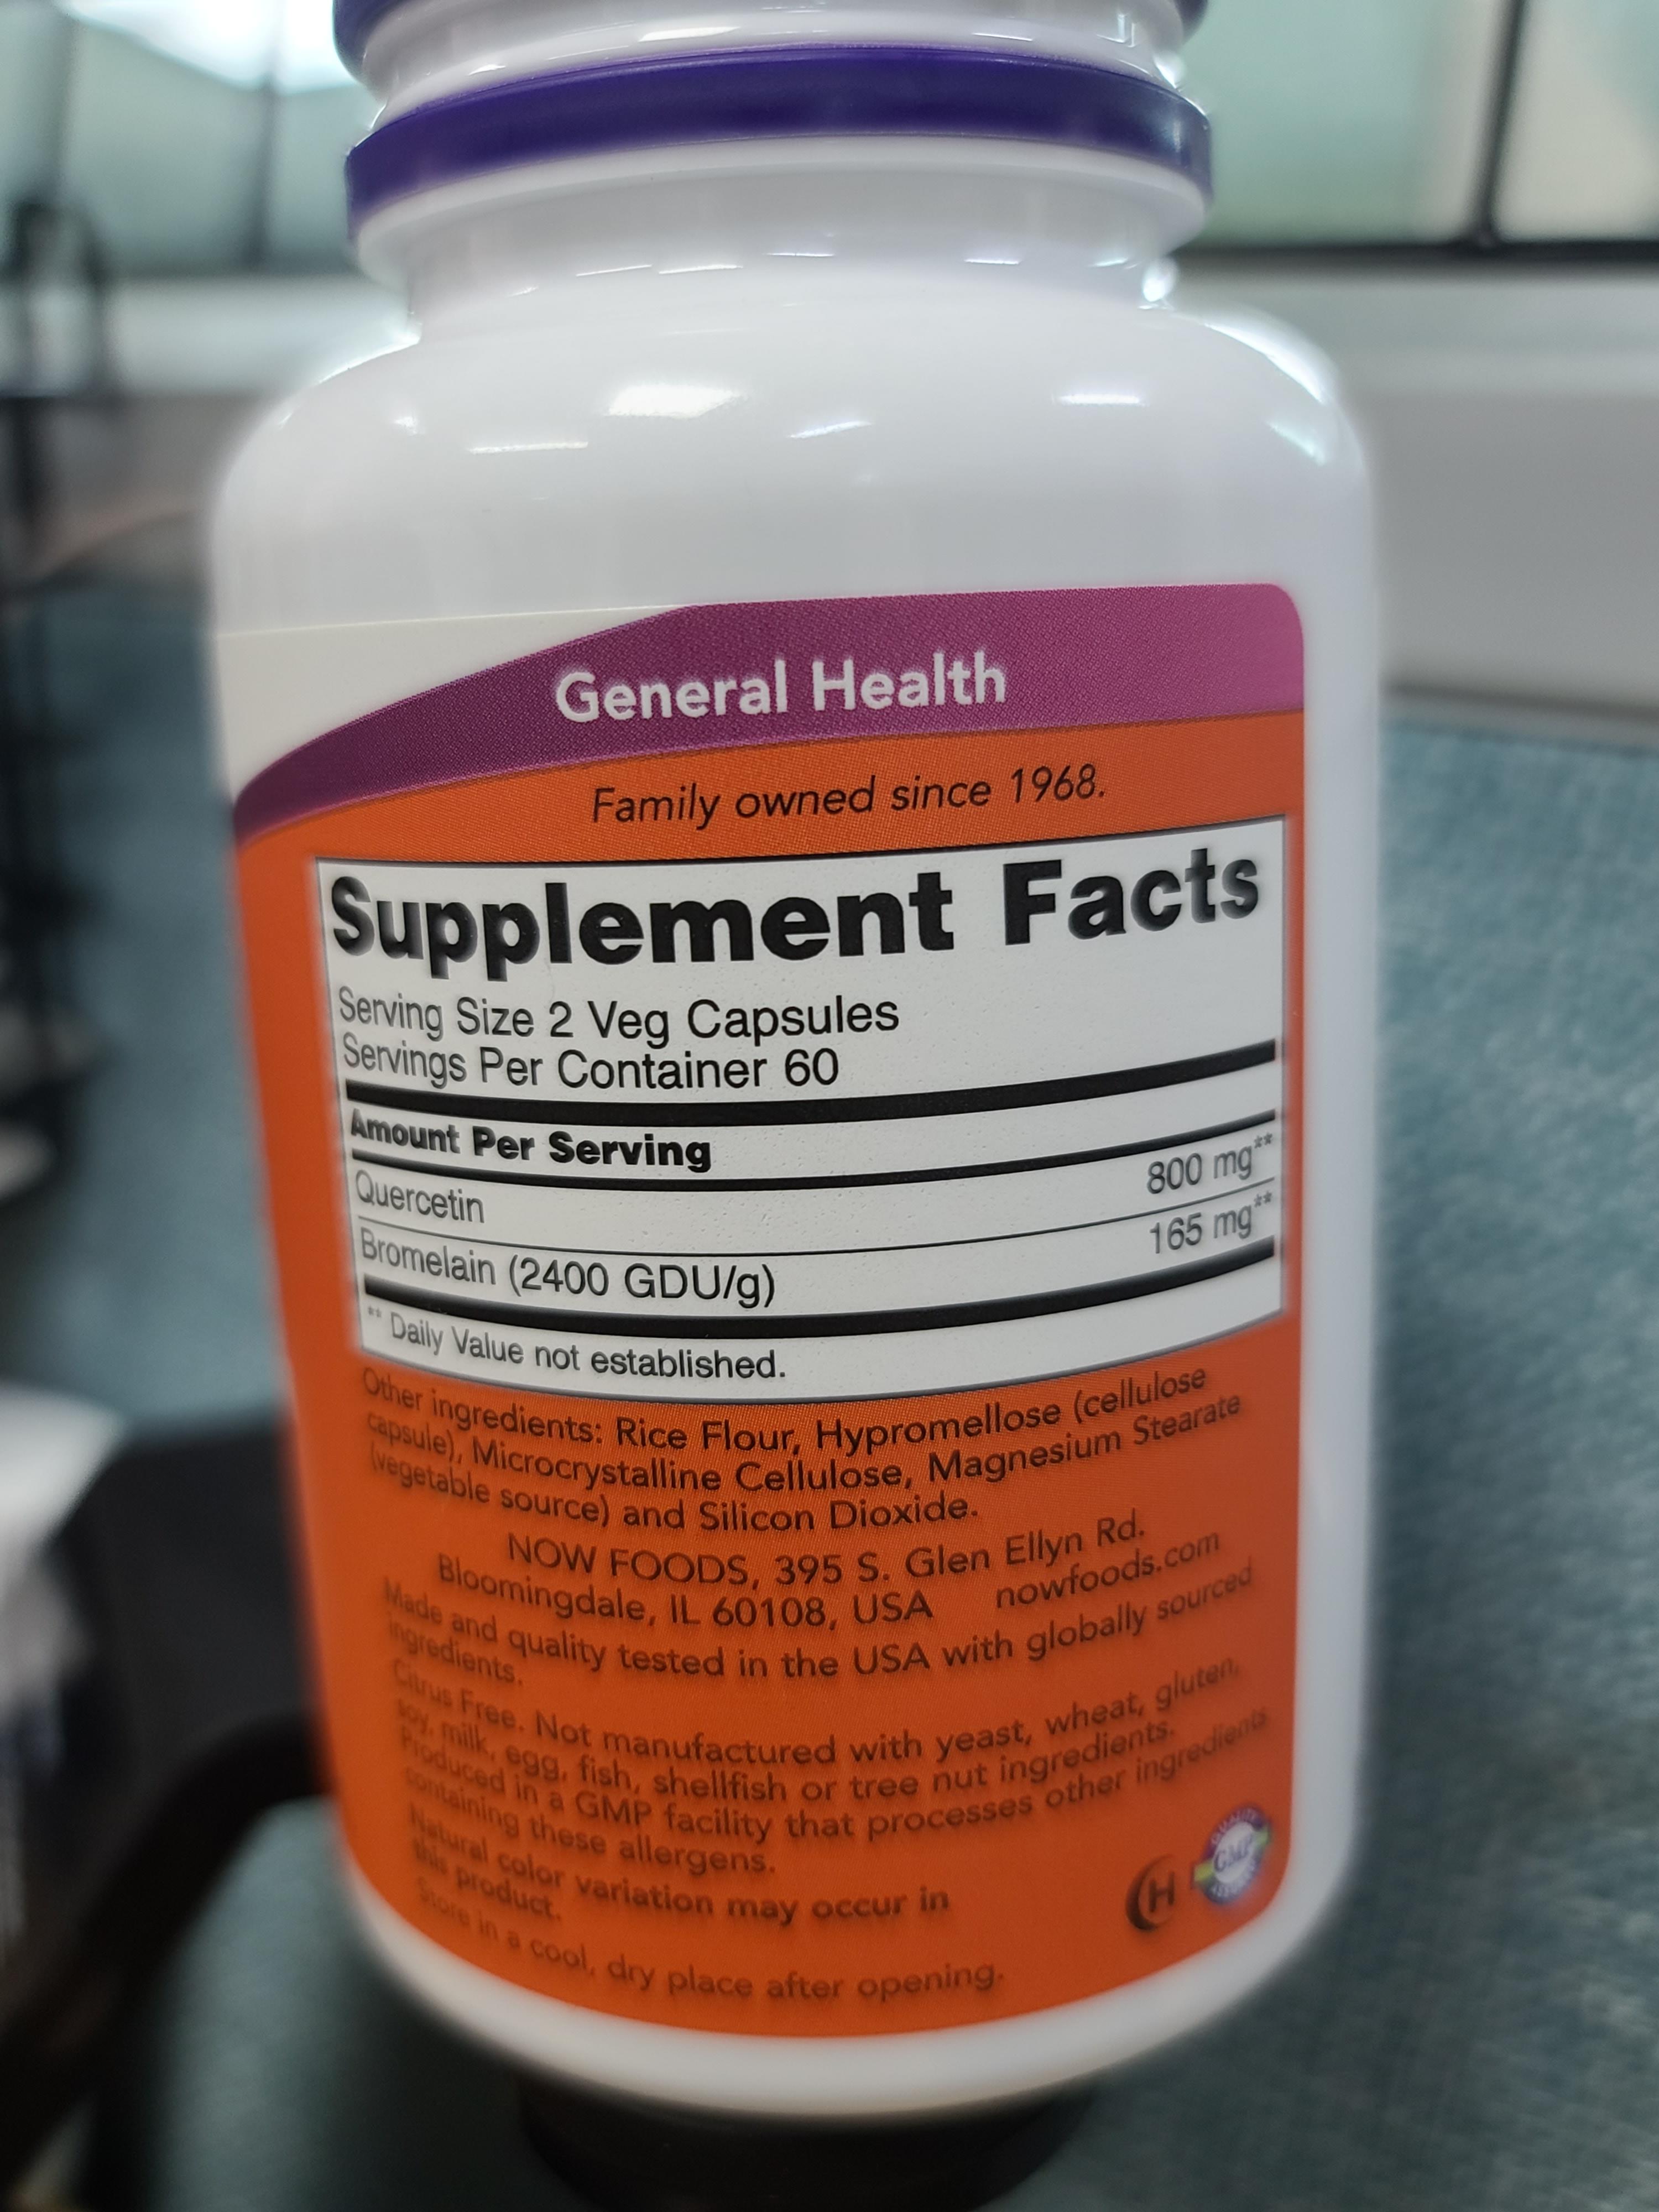 General Health
Family owned since 1968.
Supplement Facts
Serving Size 2 Veg Capsules
Servings Per Container 60
Amount Per Serving
Quercetin 800 mg**
Bromelain (2400 GDU/g) 165 mg**
** Daily Value not established.
Other ingredients: Rice Flour, Hypromellose (cellulose
capsule), Microcrystalline Cellulose, Magnesium Stearate
(vegetable source) and Silicon Dioxide.
NOW FOODS, 395 S. Glen Ellyn Rd.
Bloomingdale, IL 60108, USA nowfoods.com
Made and quality tested in the USA with globally sourced
ingredients.
Citrus Free. Not manufactured with yeast, wheat, gluten,
soy, milk, egg, fish, shellfish or tree nut ingredients.
Produced in a GMP facility that processes other ingredients
containing these allergens.
Natural color variation may occur in
this product.
Store in a cool, dry place after opening.
H
QUALITY
GMP